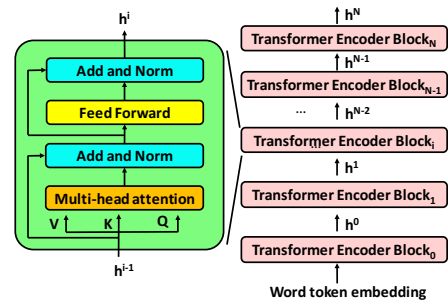 h^i
Add and Norm
Feed Forward
Add and Norm
Multi-head attention
V K Q
h^{i-1}
h^N
Transformer Encoder Block_N
h^{N-1}
Transformer Encoder Block_{N-1}
... h^{N-2}
Transformer Encoder Block_i
...
h^1
Transformer Encoder Block_1
h^0
Transformer Encoder Block_0
Word token embedding